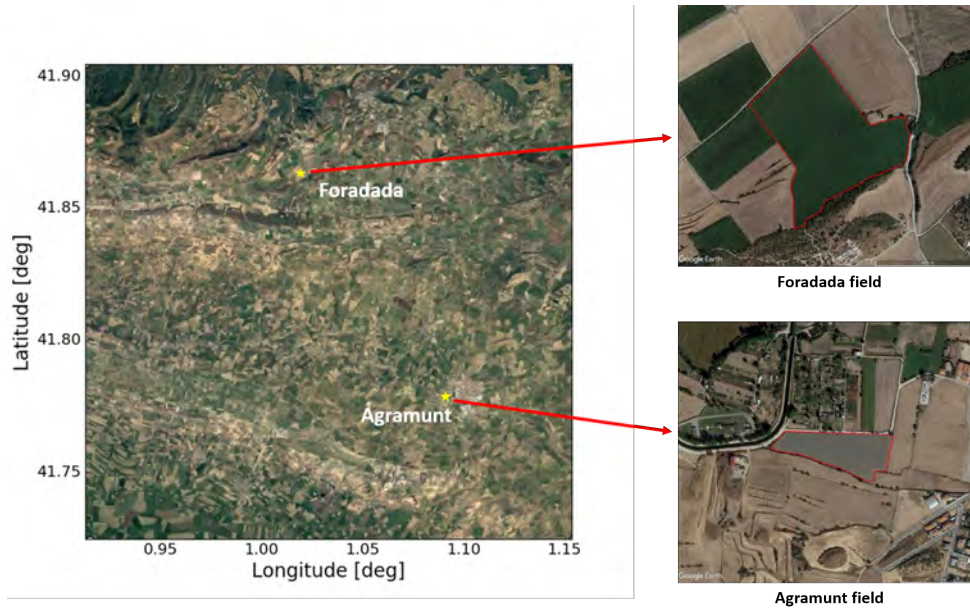 41.90
41.85
41.80
41.75
Latitude [deg]
0.95
1.00
1.05
1.10
1.15
Longitude [deg]
Foradada
Agramunt
Google Earth
Foradada field
Google Earth
Agramunt field